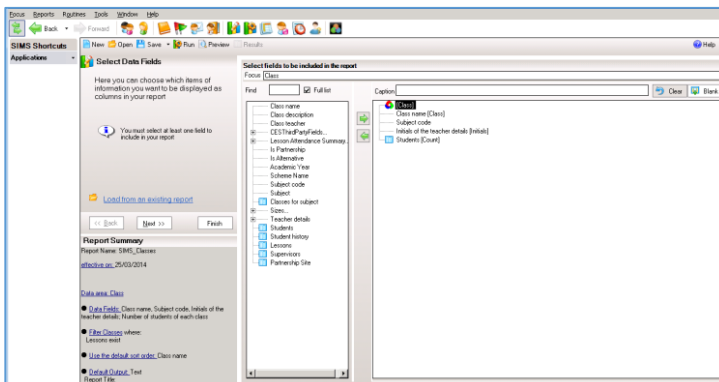 Focus Reports Routines Tools Window Help
Back Forward
SIMS Shortcuts
Applications
New Open Save Run Preview Results Help
Select Data Fields
Here you can choose which items of
information you want to be displayed as
columns in your report
You must select at least one field to
include in your report
Load from an existing report
<< Back Next >> Finish
Report Summary
Report Name: SIMS_Classes
effective on: 25/03/2014
Data area: Class
Data Fields: Class name, Subject code, Initials of the
teacher details; Number of students of each class
Filter Classes where:
Lessons exist
Use the default sort order: Class name
Default Output: Text
Report Title:
Select fields to be included in the report
Focus Class
Find Full list
Class name
Class description
Class teacher
CESThirdPartyFields...
Lesson Attendance Summary...
Is Partnership
Is Alternative
Academic Year
Scheme Name
Subject code
Subject
Classes for subject
Sizes...
Teacher details
Students
Student history
Lessons
Supervisors
Partnership Site
Caption Clear Blank
[Class]
Class name [Class]
Subject code
Initials of the teacher details [Initials]
Students [Count]